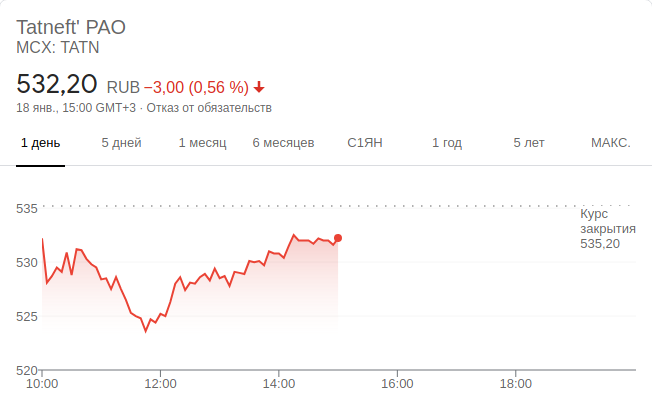 Tatneft' PAO
MCX: TATN
532,20 RUB −3,00 (0,56 %)
18 янв., 15:00 GMT+3 · Отказ от обязательств
1 день 5 дней 1 месяц 6 месяцев С1ЯН 1 год 5 лет МАКС.
535
Курс
закрытия
535,20
530
525
520
10:00 12:00 14:00 16:00 18:00